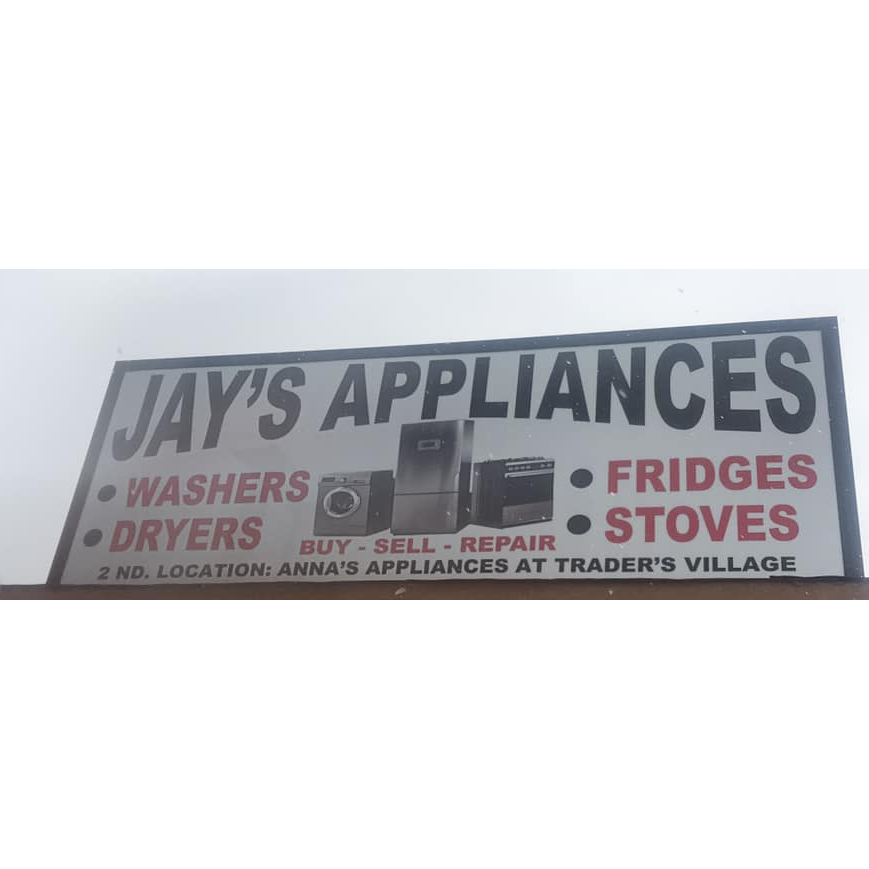 JAY'S APPLIANCES
• WASHERS
• DRYERS
• FRIDGES
• STOVES
BUY - SELL - REPAIR
2 ND. LOCATION: ANNA'S APPLIANCES AT TRADER'S VILLAGE